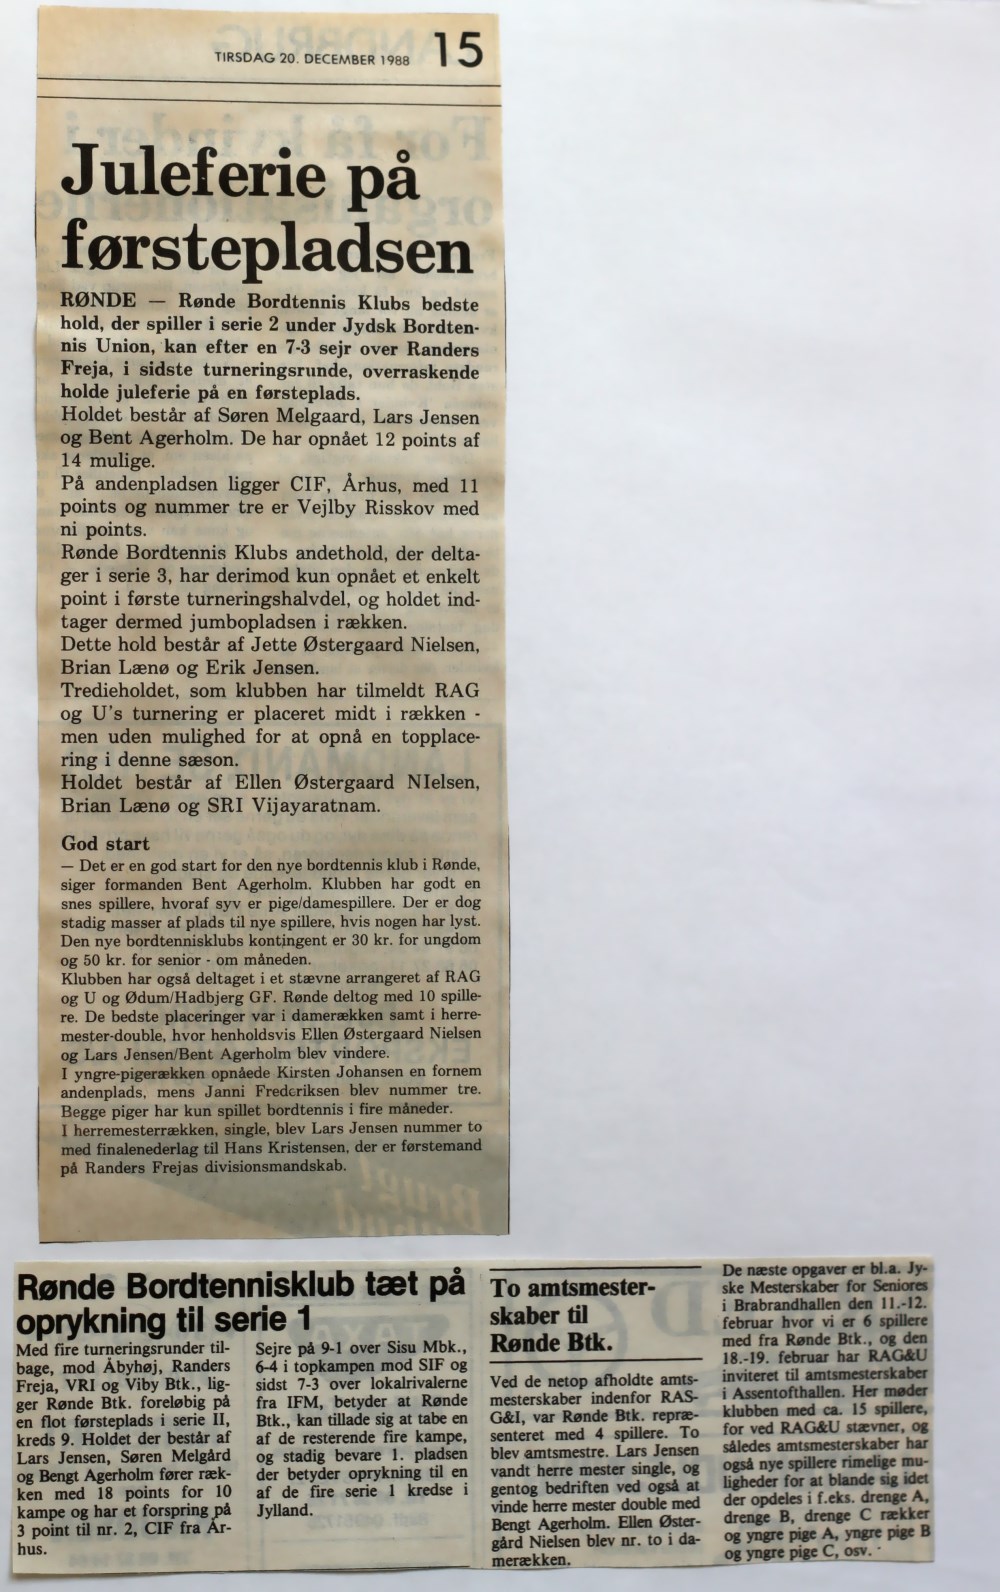 TIRSDAG 20. DECEMBER 1988 15
Juleferie på
førstepladsen
RØNDE — Rønde Bordtennis Klubs bedste
hold, der spiller i serie 2 under Jydsk Bordten-
nis Union, kan efter en 7-3 sejr over Randers
Freja, i sidste turneringsrunde, overraskende
holde juleferie på en førsteplads.
Holdet består af Søren Melgaard, Lars Jensen
og Bent Agerholm. De har opnået 12 points af
14 mulige.
På andenpladsen ligger CIF, Århus, med 11
points og nummer tre er Vejlby Risskov med
ni points.
Rønde Bordtennis Klubs andethold, der delta-
ger i serie 3, har derimod kun opnået et enkelt
point i første turneringshalvdel, og holdet ind-
tager dermed jumbopladsen i rækken.
Dette hold består af Jette Østergaard Nielsen,
Brian Lænø og Erik Jensen.
Tredieholdet, som klubben har tilmeldt RAG
og U's turnering er placeret midt i rækken -
men uden mulighed for at opnå en topplace-
ring i denne sæson.
Holdet består af Ellen Østergaard NIelsen,
Brian Lænø og SRI Vijayaratnam.
God start
— Det er en god start for den nye bordtennis klub i Rønde,
siger formanden Bent Agerholm. Klubben har godt en
snes spillere, hvoraf syv er pige/damespillere. Der er dog
stadig masser af plads til nye spillere, hvis nogen har lyst.
Den nye bordtennisklubs kontingent er 30 kr. for ungdom
og 50 kr. for senior - om måneden.
Klubben har også deltaget i et stævne arrangeret af RAG
og U og Ødum/Hadbjerg GF. Rønde deltog med 10 spille-
re. De bedste placeringer var i damerækken samt i herre-
mester-double, hvor henholdsvis Ellen Østergaard Nielsen
og Lars Jensen/Bent Agerholm blev vindere.
I yngre-pigerækken opnåede Kirsten Johansen en fornem
andenplads, mens Janni Frederiksen blev nummer tre.
Begge piger har kun spillet bordtennis i fire måneder.
I herremesterrækken, single, blev Lars Jensen nummer to
med finalenederlag til Hans Kristensen, der er førstemand
på Randers Frejas divisionsmandskab.
Rønde Bordtennisklub tæt på
oprykning til serie 1
Med fire turneringsrunder til-
bage, mod Åbyhøj, Randers
Freja, VRI og Viby Btk., lig-
ger Rønde Btk. foreløbig på
en flot førsteplads i serie II,
kreds 9. Holdet der består af
Lars Jensen, Søren Melgård
og Bengt Agerholm fører ræk-
ken med 18 points for 10
kampe og har et forspring på
3 point til nr. 2, CIF fra År-
hus.
Sejre på 9-1 over Sisu Mbk.,
6-4 i topkampen mod SIF og
sidst 7-3 over lokalrivalerne
fra IFM, betyder at Rønde
Btk., kan tillade sig at tabe en
af de resterende fire kampe,
og stadig bevare 1. pladsen
der betyder oprykning til en
af de fire serie 1 kredse i
Jylland.
To amtsmester-
skaber til
Rønde Btk.
Ved de netop afholdte amts-
mesterskaber indenfor RAS-
G&I, var Rønde Btk. repræ-
senteret med 4 spillere. To
blev amtsmestre. Lars Jensen
vandt herre mester single, og
gentog bedriften ved også at
vinde herre mester double med
Bengt Agerholm. Ellen Øster-
gård Nielsen blev nr. to i da-
merækken.
De næste opgaver er bl.a. Jy-
ske Mesterskaber for Seniores
i Brabrandhallen den 11.-12.
februar hvor vi er 6 spillere
med fra Rønde Btk., og den
18.-19. februar har RAG&U
inviteret til amtsmesterskaber
i Assentofthallen. Her møder
klubben med ca. 15 spillere,
for ved RAG&U stævner, og
således amtsmesterskaber har
også nye spillere rimelige mu-
ligheder for at blande sig idet
der opdeles i f.eks. drenge A,
drenge B, drenge C rækker
og yngre pige A, yngre pige B
og yngre pige C, osv.